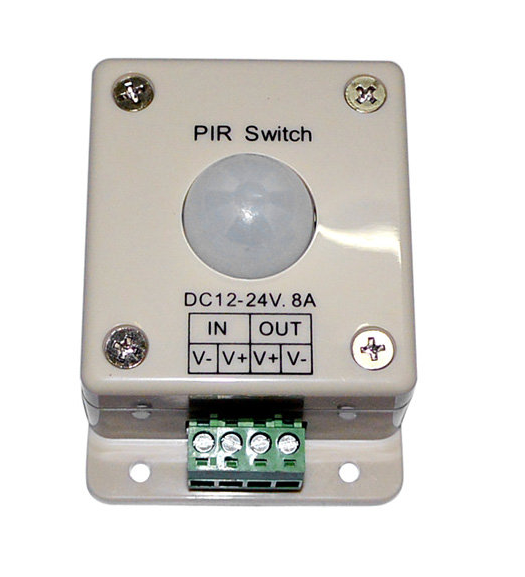 PIR Switch
DC12-24V. 8A
IN OUT
V- V+ V+ V-